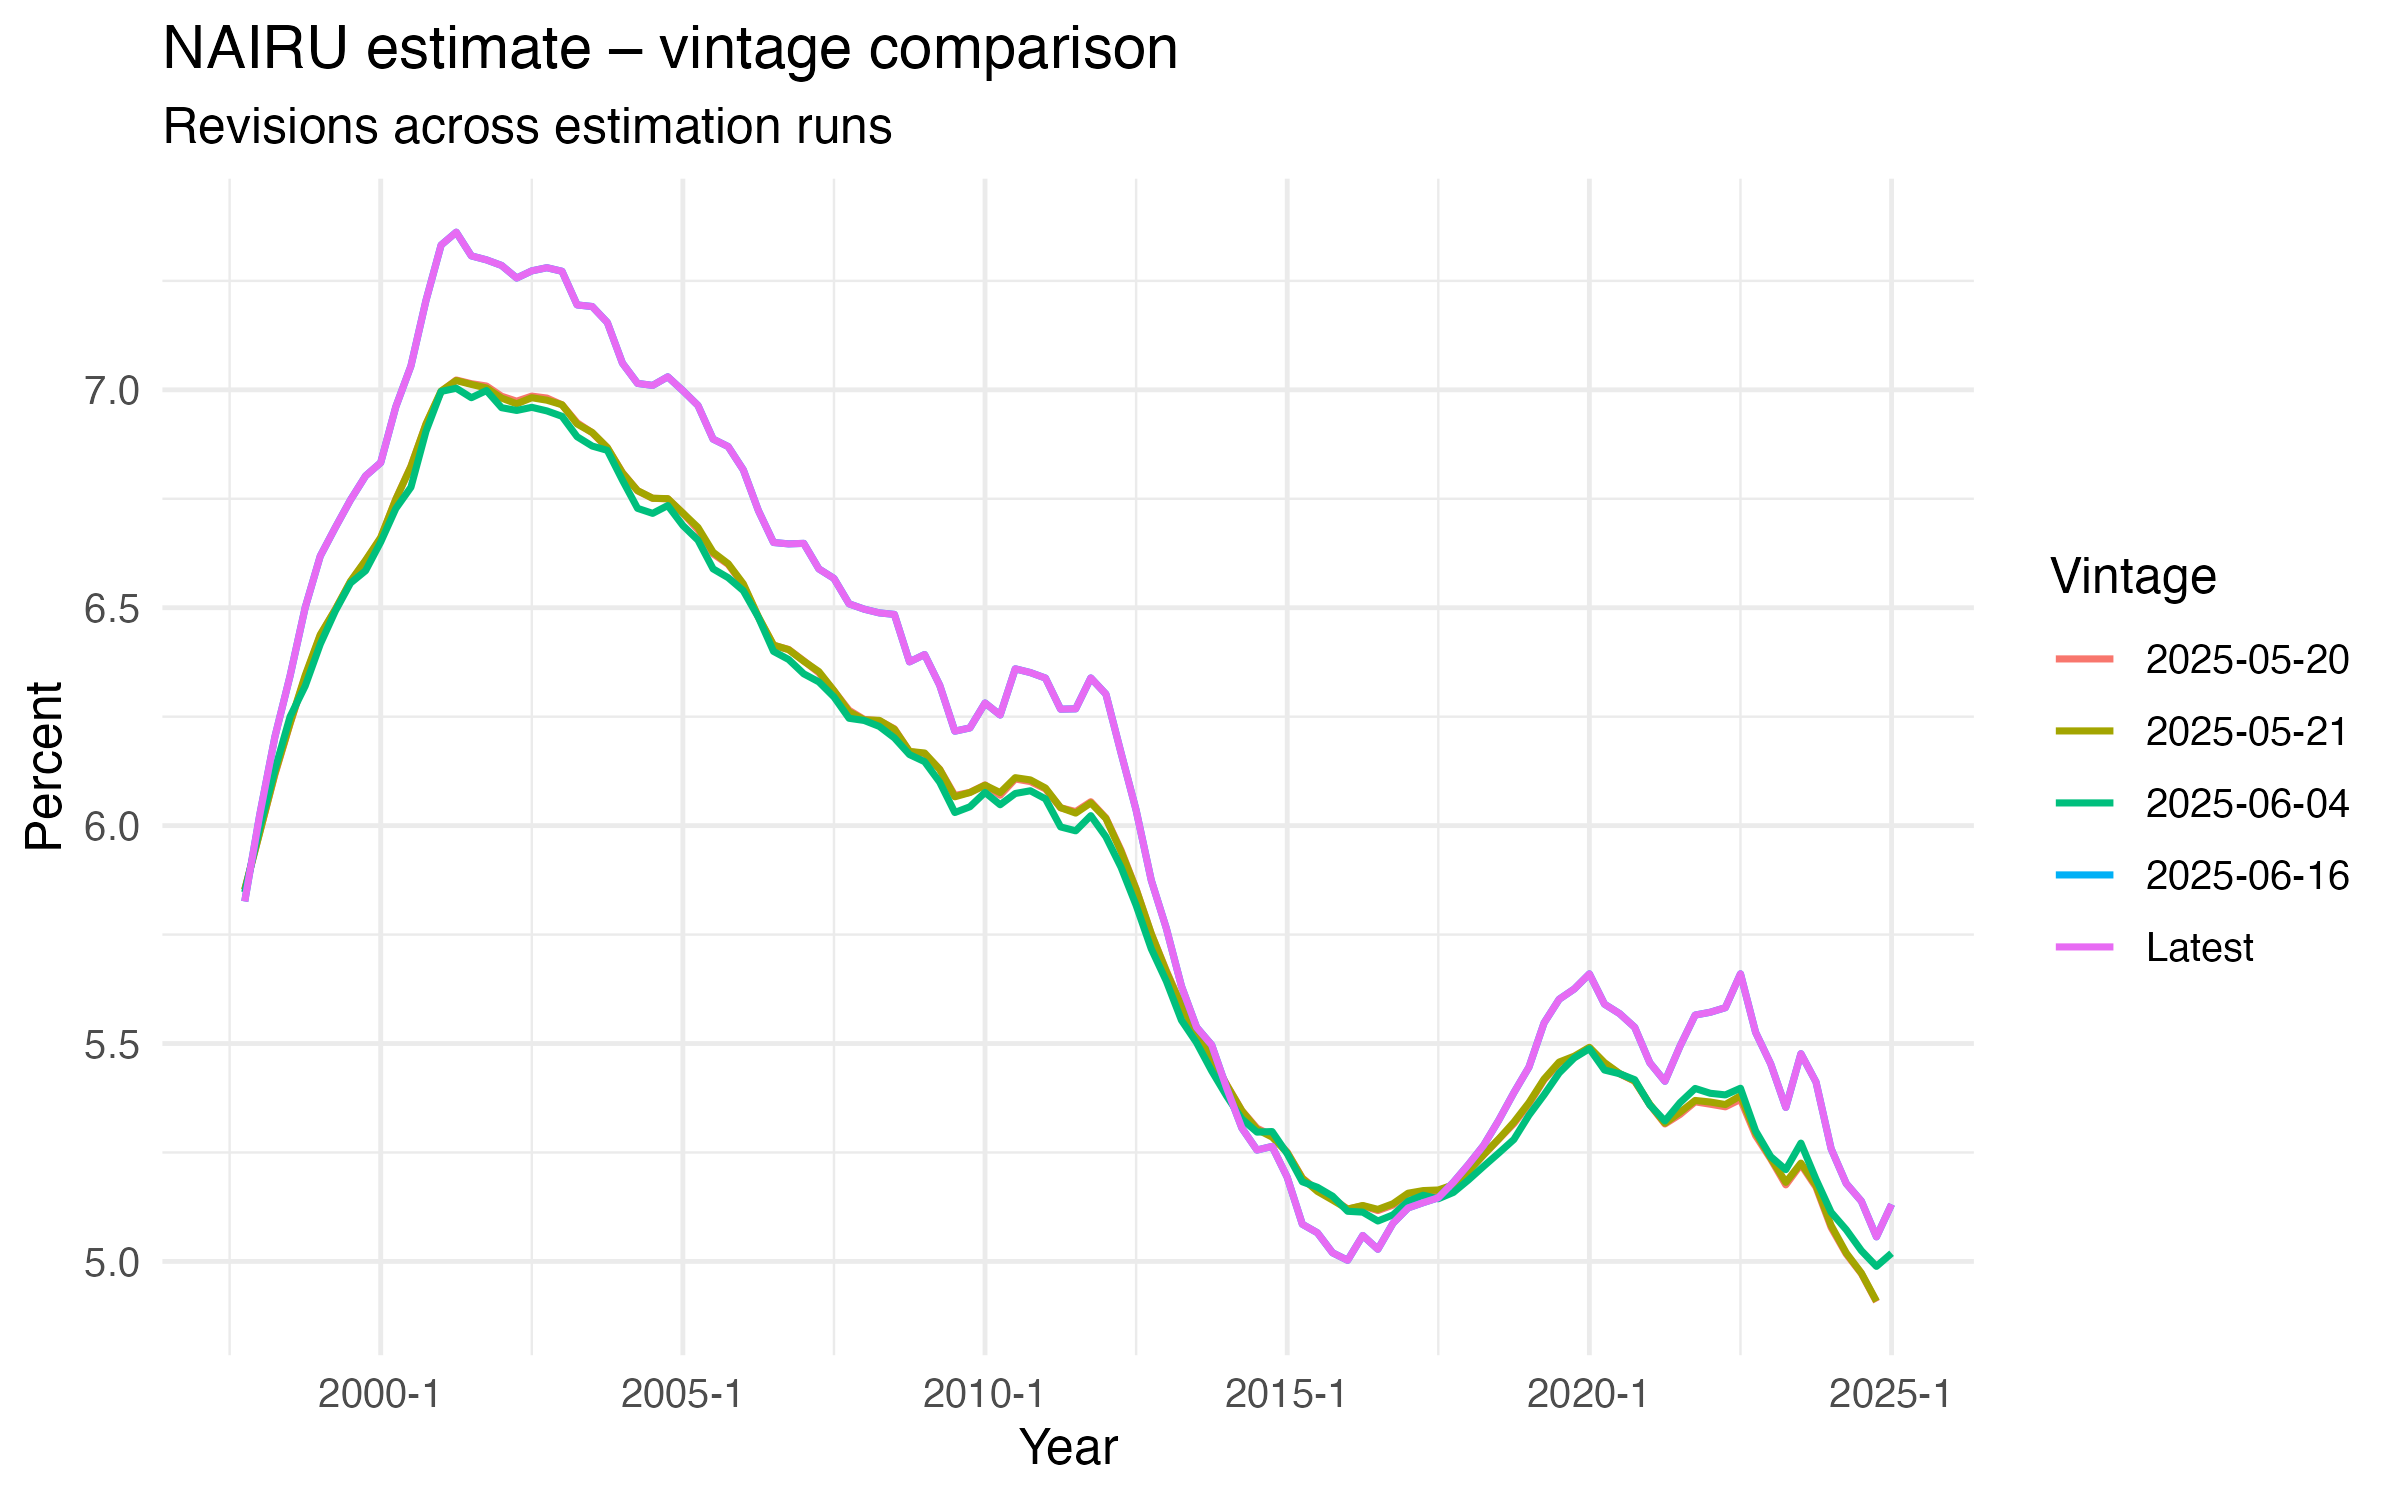 NAIRU estimate – vintage comparison
Revisions across estimation runs
Percent
7.0
6.5
6.0
5.5
5.0
2000-1 2005-1 2010-1 2015-1 2020-1 2025-1
Year
Vintage
2025-05-20
2025-05-21
2025-06-04
2025-06-16
Latest